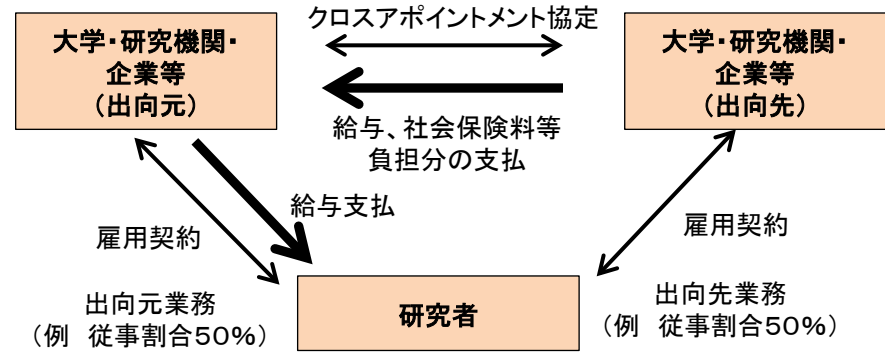 クロスアポイントメント協定
大学・研究機関・
企業等
（出向元）
大学・研究機関・
企業等
（出向先）
給与、社会保険料等
負担分の支払
給与支払
雇用契約
雇用契約
出向元業務
（例　従事割合５０％）
研究者
出向先業務
（例　従事割合５０％）